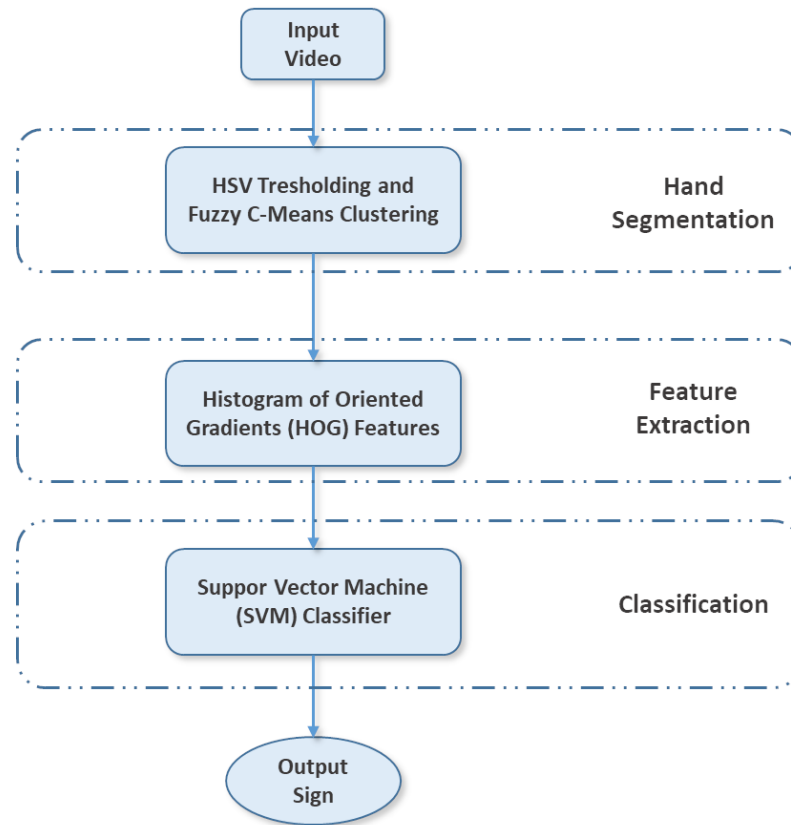 Input
Video
HSV Tresholding and
Fuzzy C-Means Clustering
Hand
Segmentation
Histogram of Oriented
Gradients (HOG) Features
Feature
Extraction
Suppor Vector Machine
(SVM) Classifier
Classification
Output
Sign